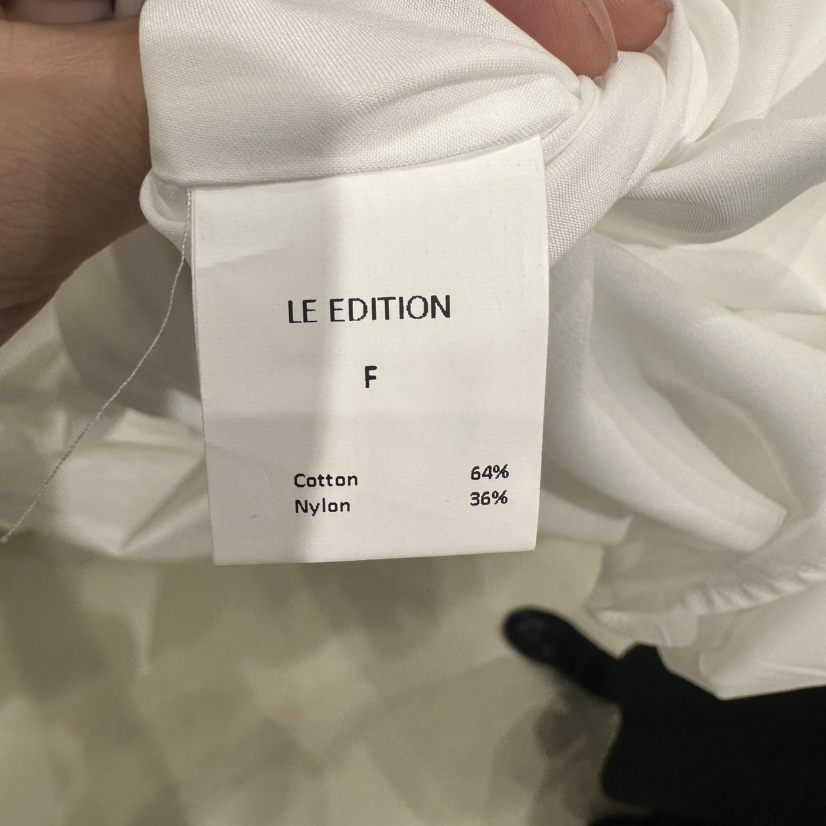 LE EDITION
F
Cotton 64%
Nylon 36%